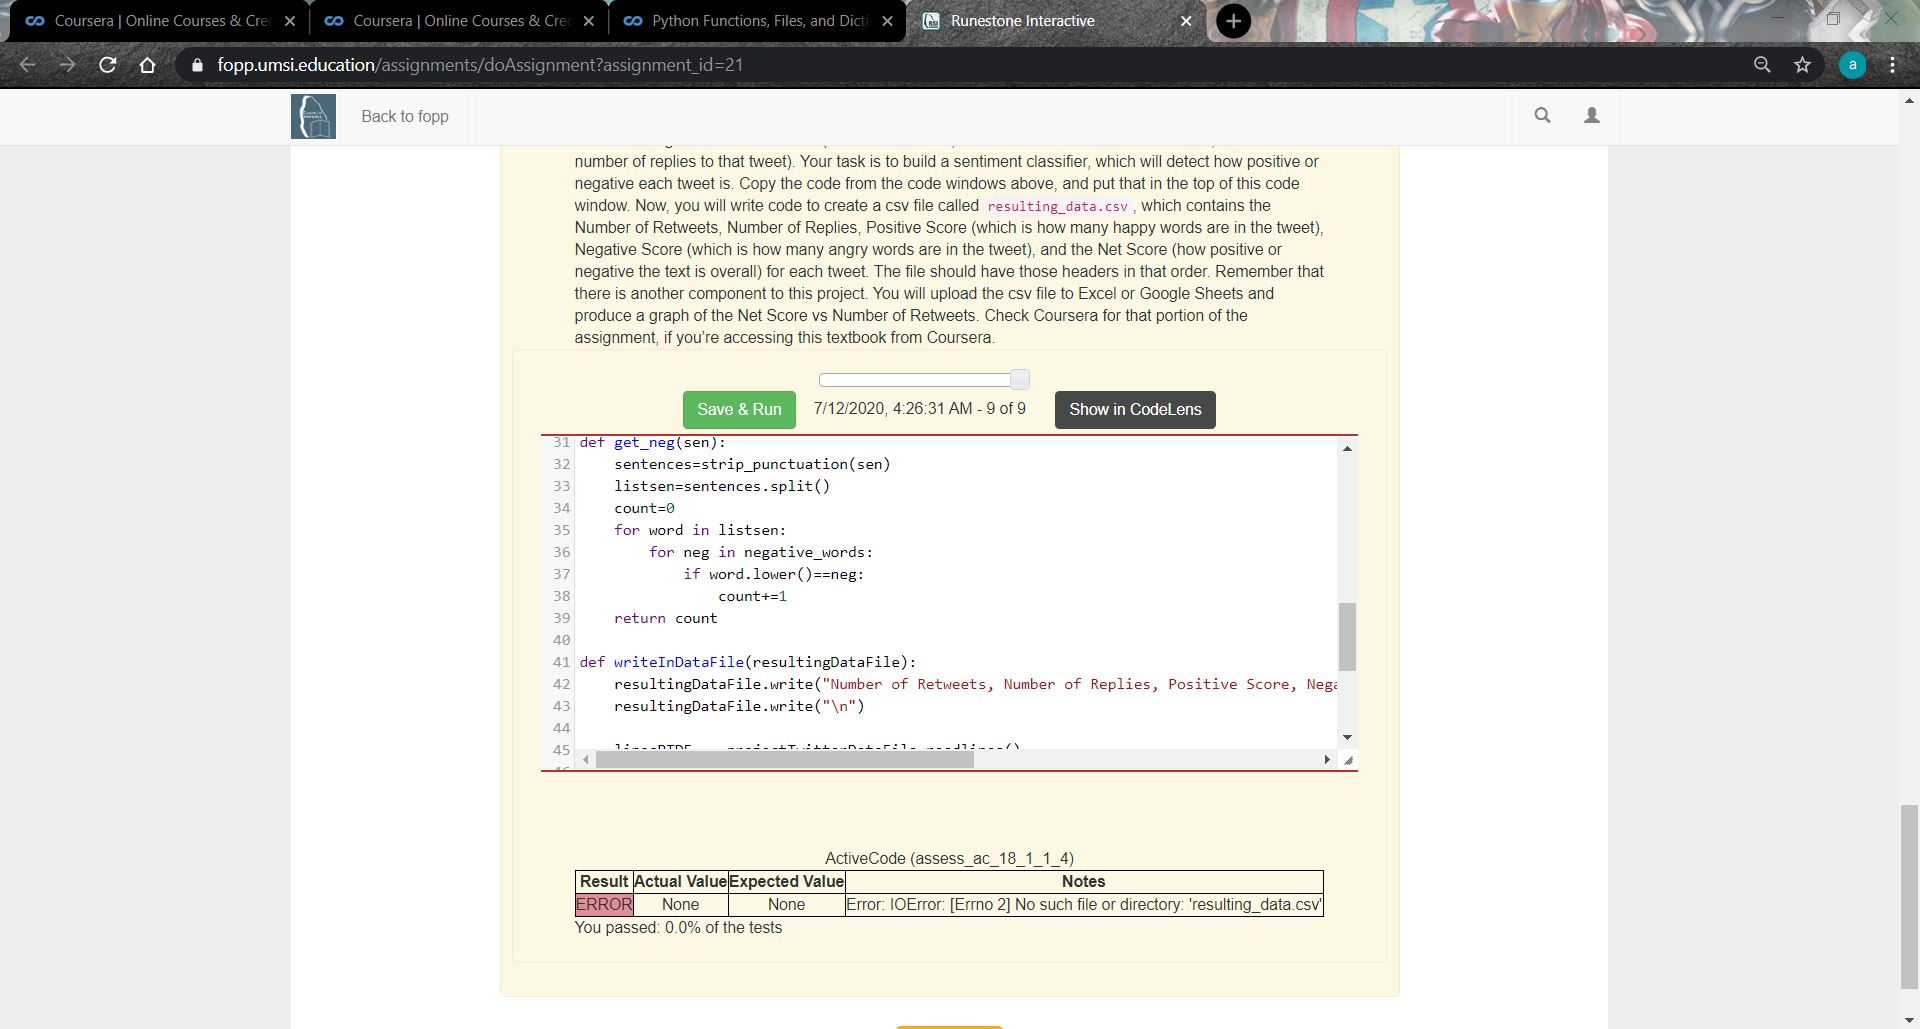 Coursera | Online Courses & Cre
Coursera | Online Courses & Cre
Python Functions, Files, and Dicti
Runestone Interactive
fopp.umsi.education/assignments/doAssignment?assignment_id=21
a
Back to fopp
number of replies to that tweet). Your task is to build a sentiment classifier, which will detect how positive or
negative each tweet is. Copy the code from the code windows above, and put that in the top of this code
window. Now, you will write code to create a csv file called resulting_data.csv , which contains the
Number of Retweets, Number of Replies, Positive Score (which is how many happy words are in the tweet),
Negative Score (which is how many angry words are in the tweet), and the Net Score (how positive or
negative the text is overall) for each tweet. The file should have those headers in that order. Remember that
there is another component to this project. You will upload the csv file to Excel or Google Sheets and
produce a graph of the Net Score vs Number of Retweets. Check Coursera for that portion of the
assignment, if you're accessing this textbook from Coursera.
Save & Run 7/12/2020, 4:26:31 AM - 9 of 9 Show in CodeLens
31 def get_neg(sen):
32 sentences=strip_punctuation(sen)
33 listsen=sentences.split()
34 count=0
35 for word in listsen:
36 for neg in negative_words:
37 if word.lower()==neg:
38 count+=1
39 return count
40
41 def writeInDataFile(resultingDataFile):
42 resultingDataFile.write("Number of Retweets, Number of Replies, Positive Score, Nega
43 resultingDataFile.write("\n")
44
45
ActiveCode (assess_ac_18_1_1_4)
Result Actual Value Expected Value Notes
ERROR None None Error: IOError: [Errno 2] No such file or directory: 'resulting_data.csv'
You passed: 0.0% of the tests